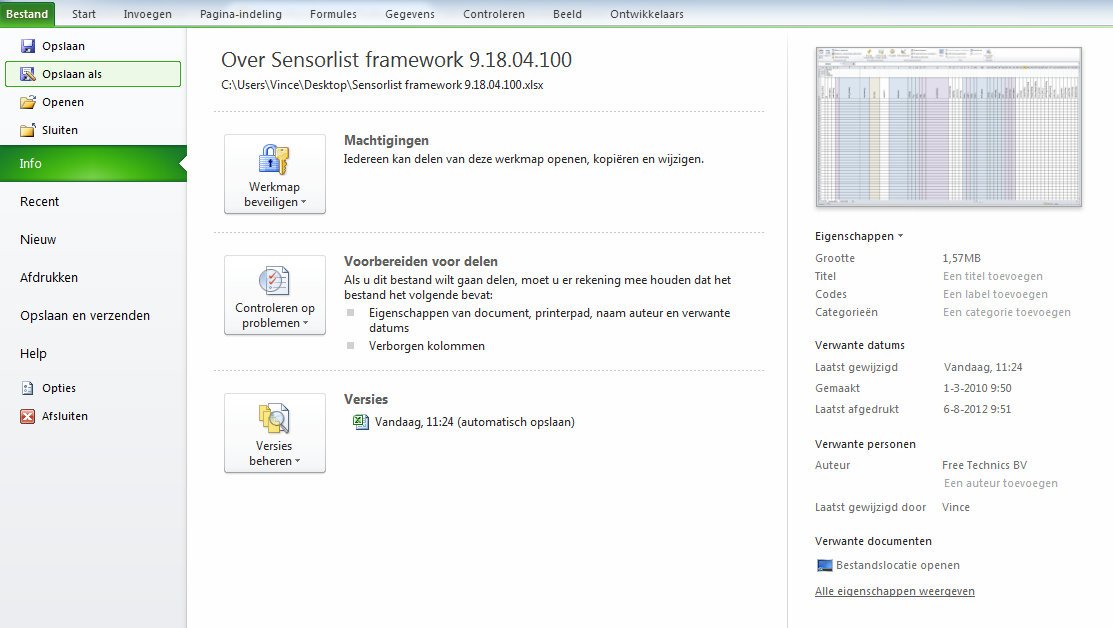 Bestand Start Invoegen Pagina-indeling Formules Gegevens Controleren Beeld Ontwikkelaars
Opslaan
Opslaan als
Openen
Sluiten
Info
Recent
Nieuw
Afdrukken
Opslaan en verzenden
Help
Opties
Afsluiten
Over Sensorlist framework 9.18.04.100
C:\Users\Vince\Desktop\Sensorlist framework 9.18.04.100.xlsx
Werkmap
beveiligen
Machtigingen
Iedereen kan delen van deze werkmap openen, kopiëren en wijzigen.
Controleren op
problemen
Voorbereiden voor delen
Als u dit bestand wilt gaan delen, moet u er rekening mee houden dat het
bestand het volgende bevat:
Eigenschappen van document, printerpad, naam auteur en verwante
datums
Verborgen kolommen
Versies
beheren
Versies
Vandaag, 11:24 (automatisch opslaan)
Eigenschappen
Grootte 1,57MB
Titel Een titel toevoegen
Codes Een label toevoegen
Categorieën Een categorie toevoegen
Verwante datums
Laatst gewijzigd Vandaag, 11:24
Gemaakt 1-3-2010 9:50
Laatst afgedrukt 6-8-2012 9:51
Verwante personen
Auteur Free Technics BV
Een auteur toevoegen
Laatst gewijzigd door Vince
Verwante documenten
Bestandslocatie openen
Alle eigenschappen weergeven